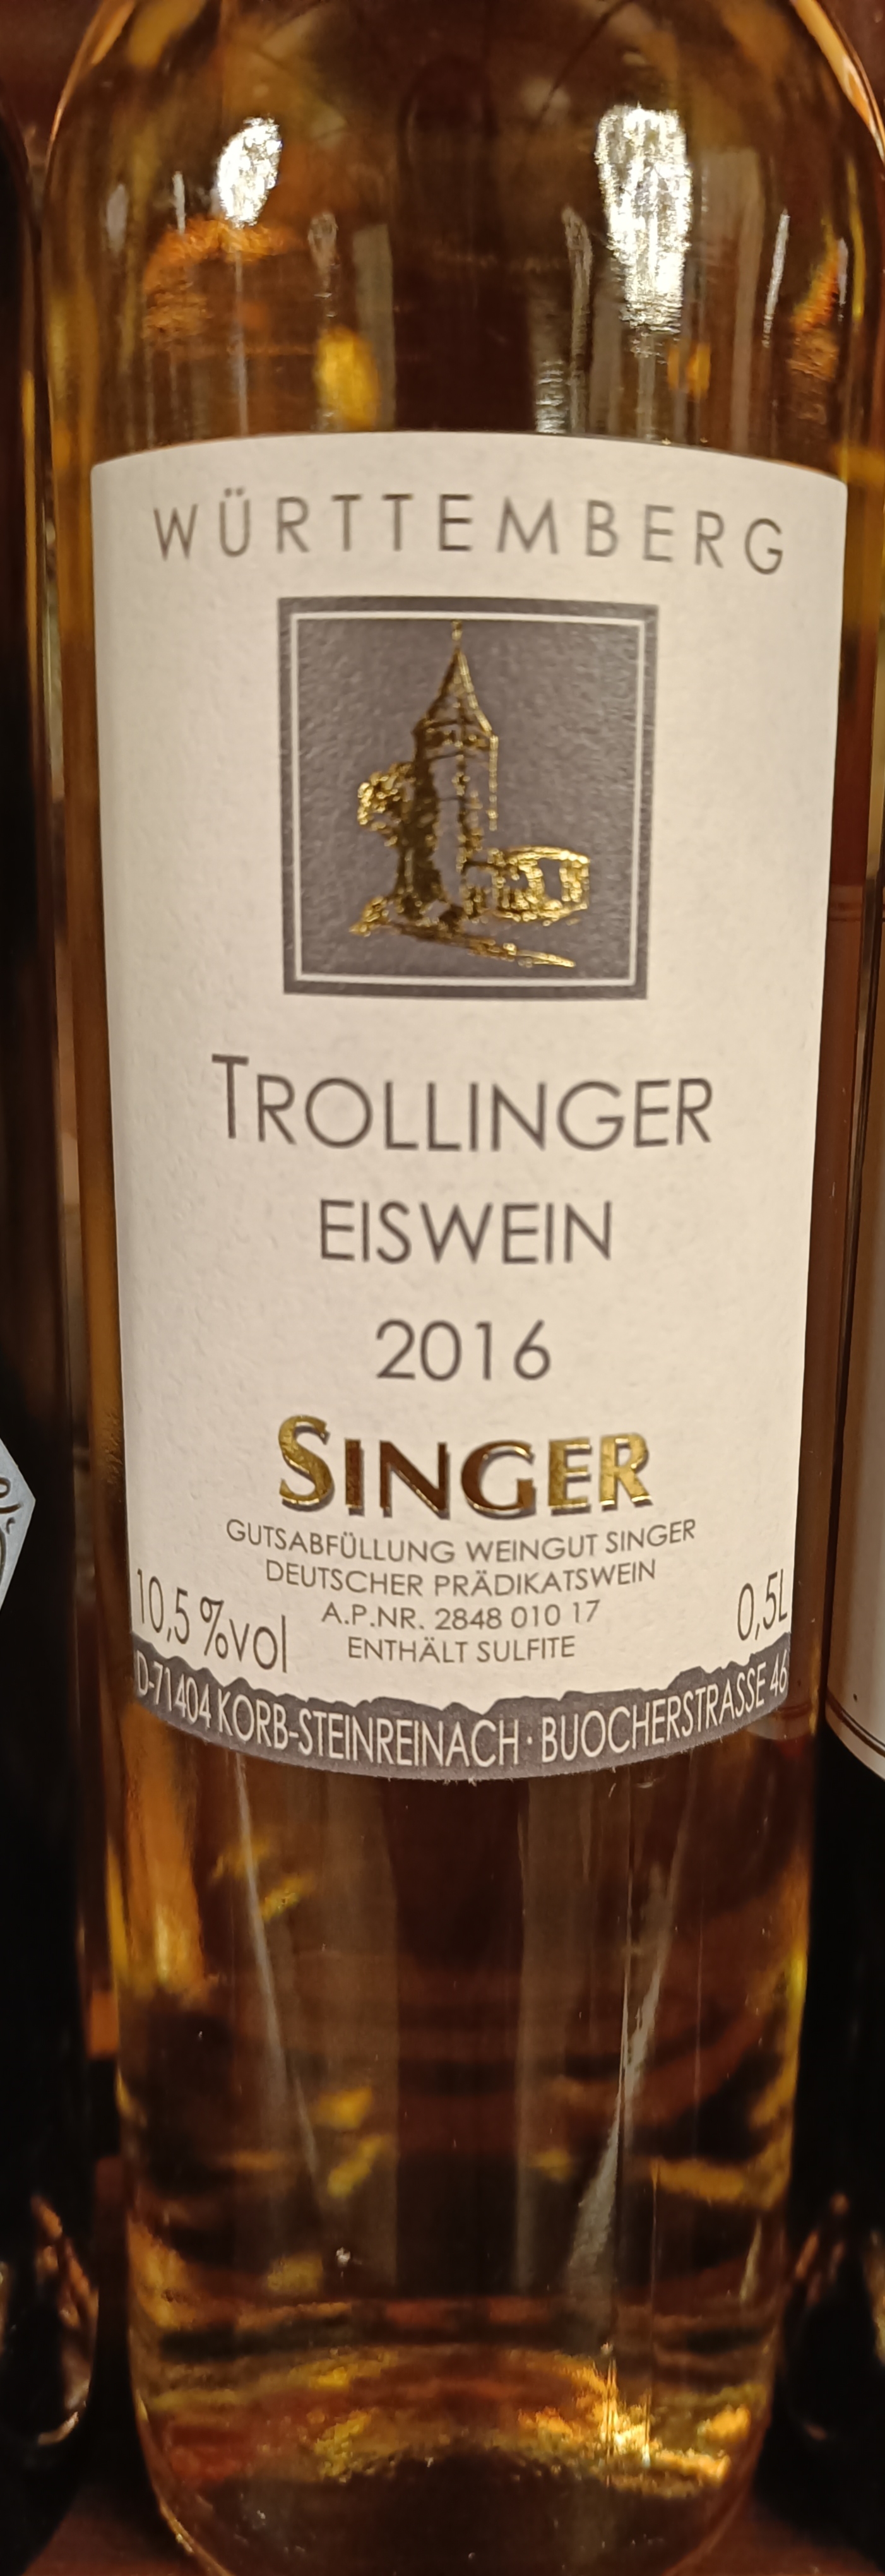 WÜRTTEMBERG
TROLLINGER
EISWEIN
2016
SINGER
GUTSABFÜLLUNG WEINGUT SINGER
DEUTSCHER PRÄDIKATSWEIN
A.P.NR. 2848 010 17
ENTHÄLT SULFITE
10,5 %vol
0,5L
D-71404 KORB-STEINREINACH · BUOCHERSTRASSE 46